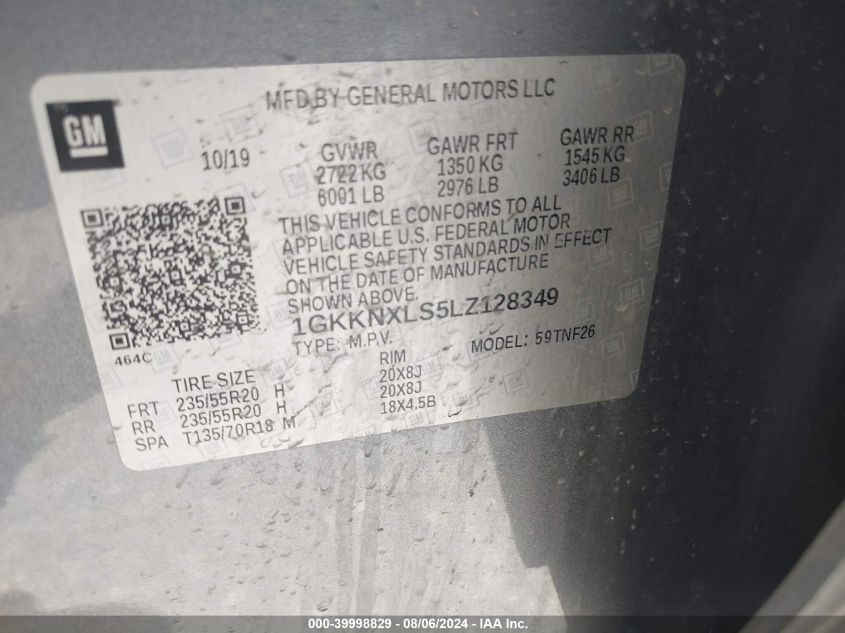 GM
MFD BY GENERAL MOTORS LLC
10/19
GVWR
2722 KG
6001 LB
GAWR FRT
1350 KG
2976 LB
GAWR RR
1545 KG
3406 LB
THIS VEHICLE CONFORMS TO ALL
APPLICABLE U.S. FEDERAL MOTOR
VEHICLE SAFETY STANDARDS IN EFFECT
ON THE DATE OF MANUFACTURE
SHOWN ABOVE.
1GKKNXLS5LZ128349
TYPE: M.P.V. MODEL: 59TNF26
464C
TIRE SIZE RIM
FRT 235/55R20 H 20X8J
RR 235/55R20 H 20X8J
SPA T135/70R18 M 18X4.5B
000-39998829 - 08/06/2024 - IAA Inc.